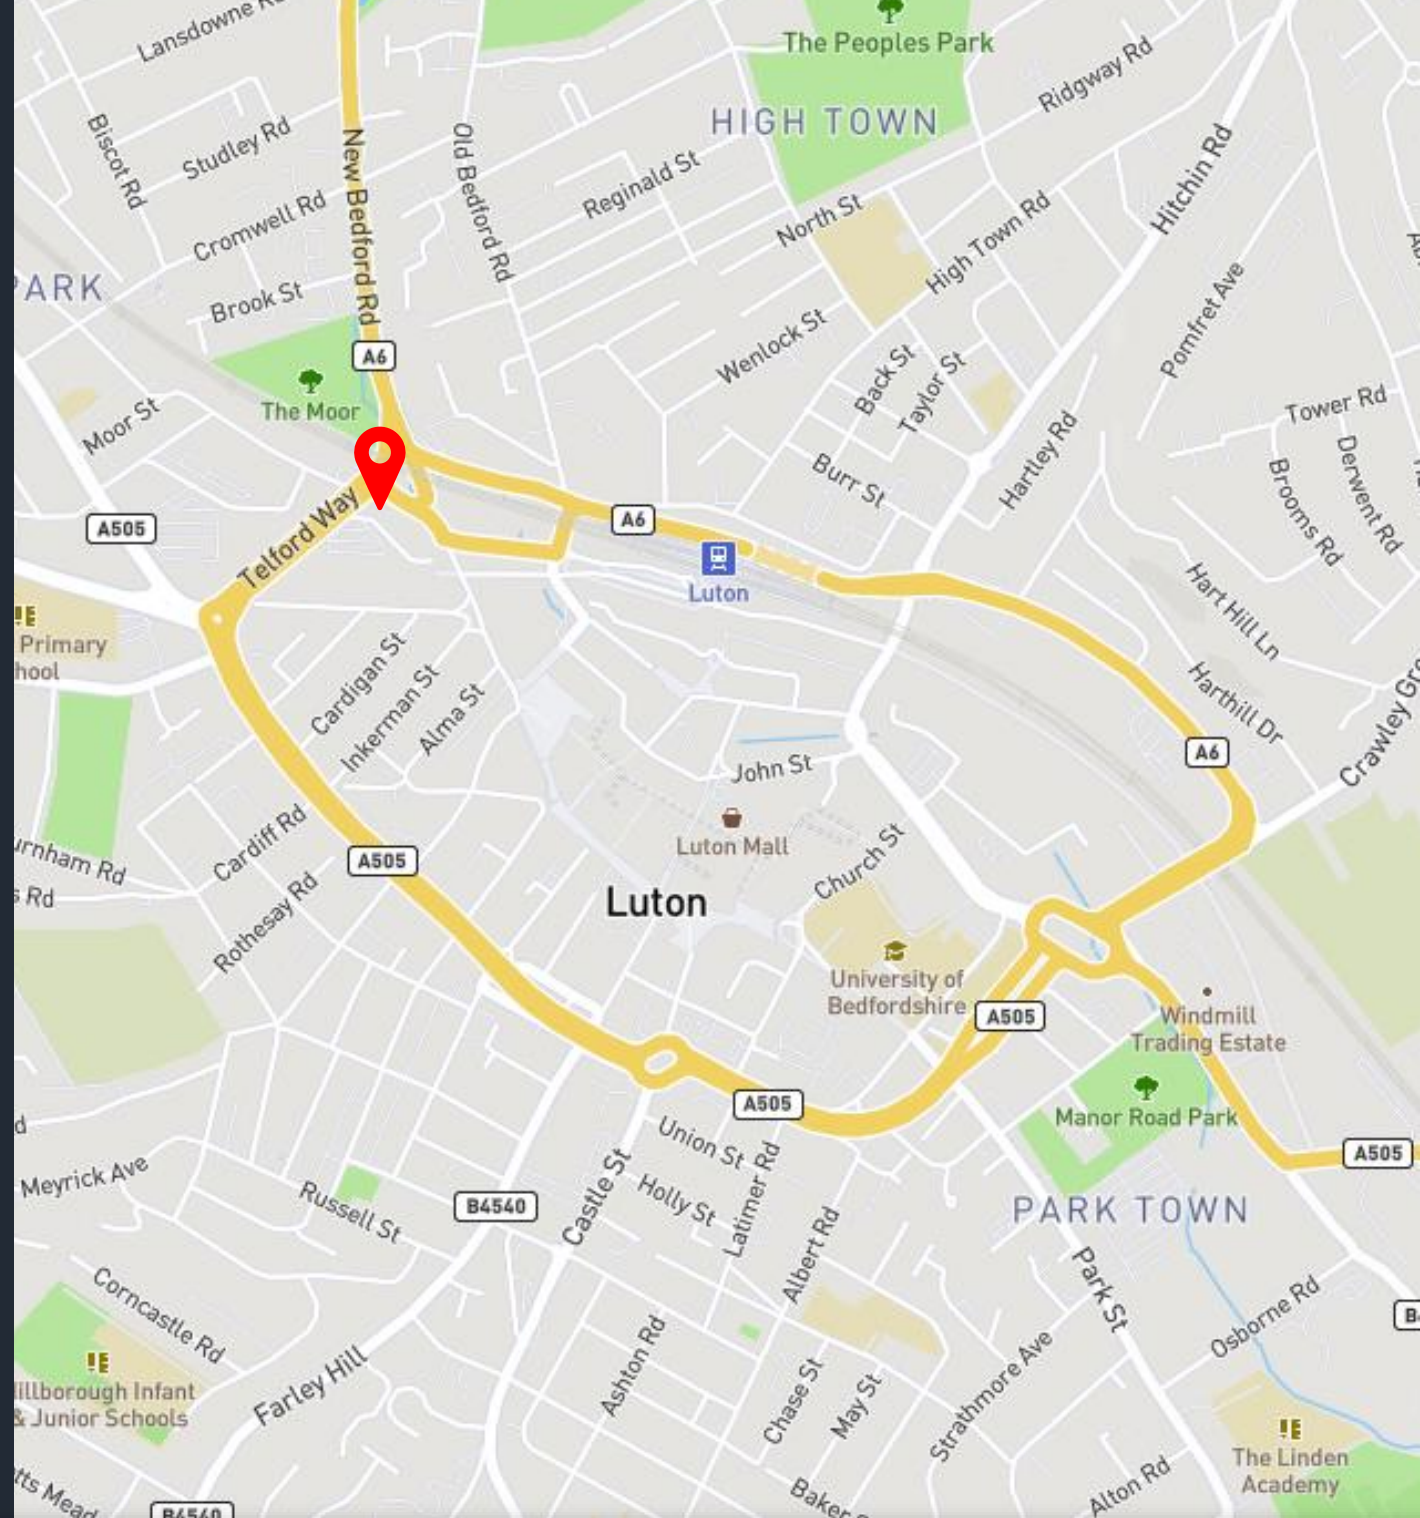 Lansdowne Rd
The Peoples Park
Ridgway Rd
HIGH TOWN
Biscot Rd
Studley Rd
New Bedford Rd
Old Bedford Rd
Reginald St
Hitchin Rd
Cromwell Rd
North St
High Town Rd
PARK
Brook St
Pomfret Ave
A6
Wenlock St
Back St
Taylor St
The Moor
Moor St
Tower Rd
Hartley Rd
Derwent Rd
Burr St
Brooms Rd
A505
Telford Way
A6
Luton
Hart Hill Ln
Primary
hool
Cardigan St
Inkerman St
Alma St
Harthill Dr
Crawley Gre
A6
John St
Luton Mall
urnham Rd
Cardiff Rd
A505
Church St
s Rd
Luton
Rothesay Rd
University of
Bedfordshire
A505
Windmill
Trading Estate
A505
Manor Road Park
d
Union St
A505
Meyrick Ave
Latimer Rd
Russell St
B4540
Castle St
Holly St
PARK TOWN
Albert Rd
Park St
Corncastle Rd
Osborne Rd
B
Ashton Rd
Strathmore Ave
illborough Infant
& Junior Schools
Farley Hill
Chase St
May St
The Linden
Academy
tts Mead
Baker
Alton Rd
B4540